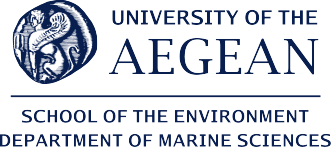 UNIVERSITY OF THE
AEGEAN
SCHOOL OF THE ENVIRONMENT
DEPARTMENT OF MARINE SCIENCES